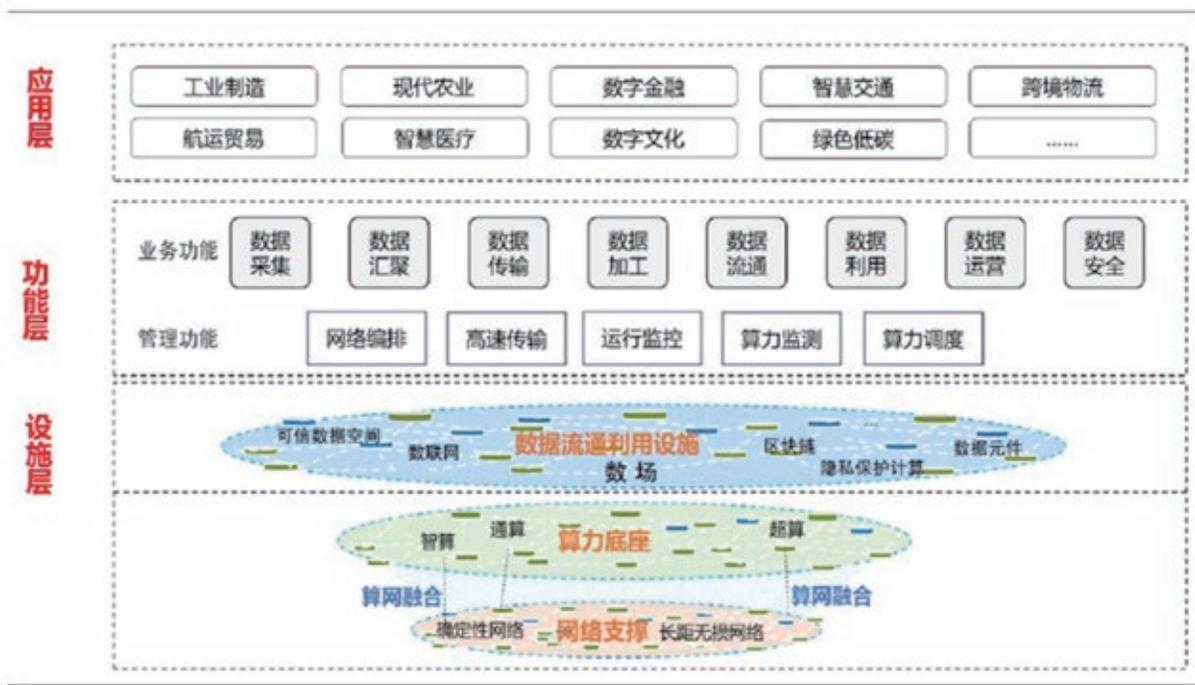 应用层
工业制造 现代农业 数字金融 智慧交通 跨境物流
航运贸易 智慧医疗 数字文化 绿色低碳 ......
功能层
业务功能 数据采集 数据汇聚 数据传输 数据加工 数据流通 数据利用 数据运营 数据安全
管理功能 网络编排 高速传输 运行监控 算力监测 算力调度
设施层
可信数据空间 数联网 数据流通利用设施 区块链 ... 数据元件
数场 隐私保护计算
智算 通算 算力底座 超算
算网融合 算网融合
确定性网络 网络支撑 长距无损网络